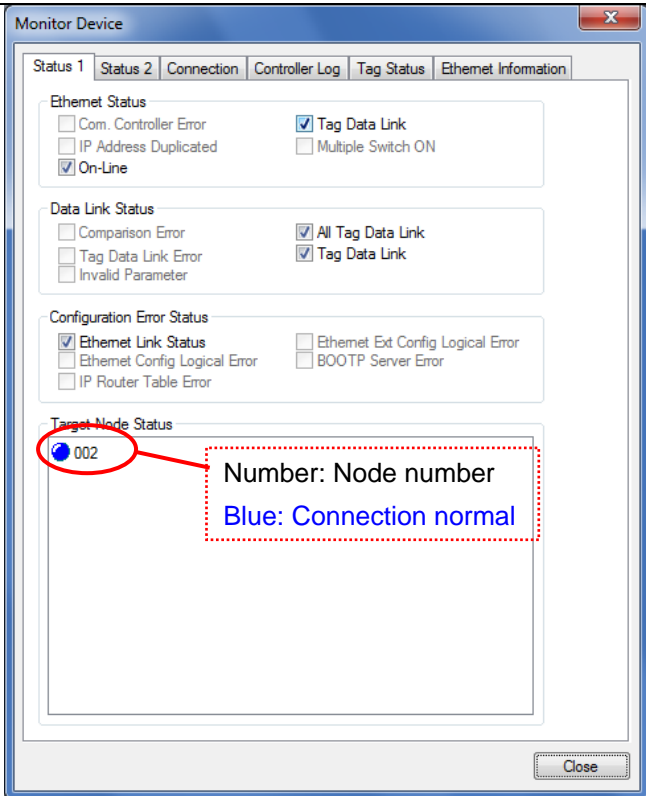 Monitor Device
Status 1 Status 2 Connection Controller Log Tag Status Ethernet Information
Ethernet Status
Com. Controller Error Tag Data Link
IP Address Duplicated Multiple Switch ON
On-Line
Data Link Status
Comparison Error All Tag Data Link
Tag Data Link Error Tag Data Link
Invalid Parameter
Configuration Error Status
Ethernet Link Status Ethernet Ext Config Logical Error
Ethernet Config Logical Error BOOTP Server Error
IP Router Table Error
Target Node Status
002
Number: Node number
Blue: Connection normal
Close